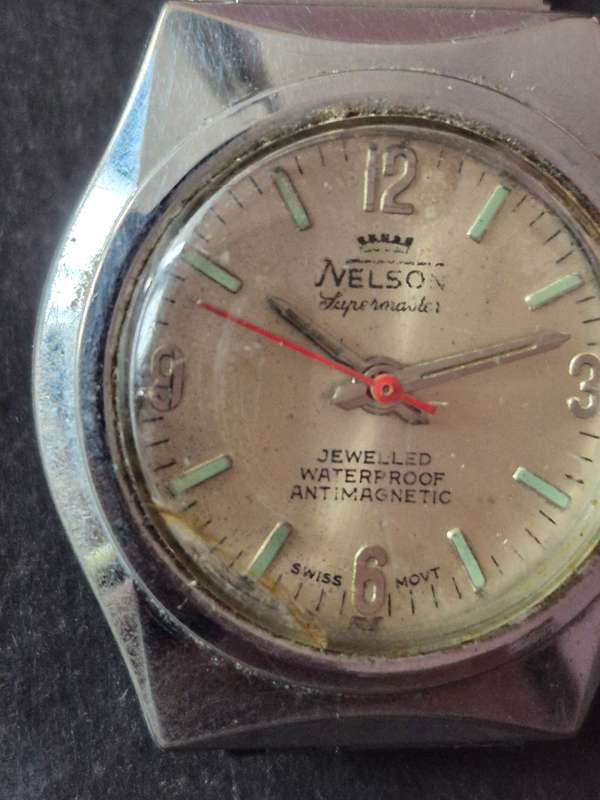 12
NELSON
Supermaster
9
3
JEWELLED
WATERPROOF
ANTIMAGNETIC
SWISS 6 MOVT